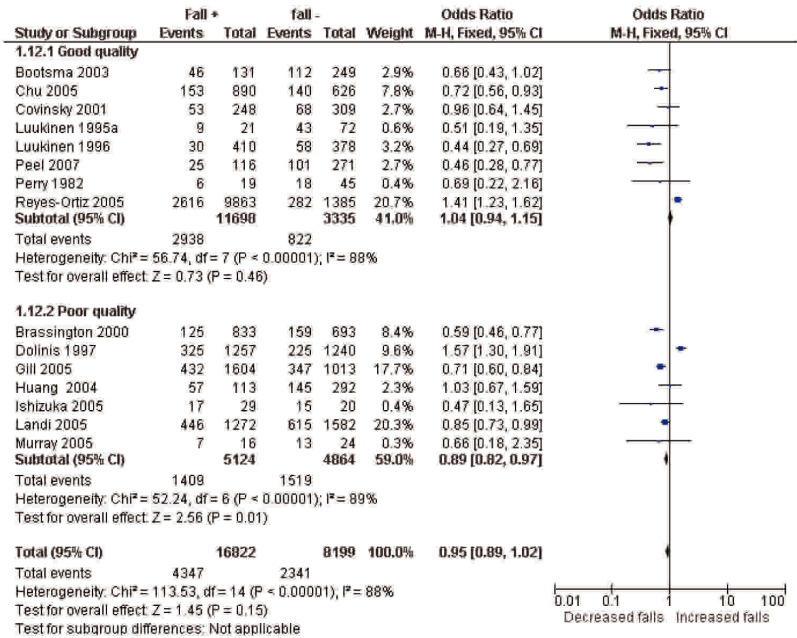 Fall + fall - Odds Ratio Odds Ratio
Study or Subgroup Events Total Events Total Weight M-H, Fixed, 95% CI M-H, Fixed, 95% CI
1.12.1 Good quality
Bootsma 2003 46 131 112 249 2.9% 0.66 [0.43, 1.02]
Chu 2005 153 890 140 626 7.8% 0.72 [0.56, 0.93]
Covinsky 2001 53 248 68 309 2.9% 0.96 [0.64, 1.45]
Luukinen 1995a 9 21 43 72 0.6% 0.51 [0.19, 1.35]
Luukinen 1996 30 410 58 378 3.2% 0.44 [0.27, 0.69]
Peel 2007 25 116 101 271 2.6% 0.46 [0.28, 0.77]
Perry 1982 6 19 18 45 0.4% 0.69 [0.22, 2.16]
Reyes-Ortiz 2005 2616 9863 282 1385 20.7% 1.41 [1.23, 1.62]
Subtotal (95% CI) 11698 3335 41.0% 1.04 [0.94, 1.15]
Total events 2938 822
Heterogeneity: Chi² = 56.74, df = 7 (P < 0.00001); I² = 88%
Test for overall effect: Z = 0.73 (P = 0.46)
1.12.2 Poor quality
Brassington 2000 125 833 159 693 8.4% 0.59 [0.46, 0.77]
Dolinis 1997 325 1257 225 1240 9.6% 1.57 [1.30, 1.91]
Gill 2005 432 1604 347 1013 17.7% 0.71 [0.60, 0.84]
Huang 2004 57 113 145 292 2.3% 1.03 [0.67, 1.59]
Ishizuka 2005 17 29 15 20 0.4% 0.47 [0.13, 1.65]
Landi 2005 446 1272 615 1582 20.3% 0.85 [0.73, 0.99]
Murray 2005 7 16 13 24 0.3% 0.66 [0.18, 2.35]
Subtotal (95% CI) 5124 4864 59.0% 0.89 [0.82, 0.97]
Total events 1409 1519
Heterogeneity: Chi² = 52.24, df = 6 (P < 0.00001); I² = 89%
Test for overall effect: Z = 2.56 (P = 0.01)
Total (95% CI) 16822 8199 100.0% 0.95 [0.89, 1.02]
Total events 4347 2341
Heterogeneity: Chi² = 113.53, df = 14 (P < 0.00001); I² = 88%
Test for overall effect: Z = 1.45 (P = 0.15)
Test for subgroup differences: Not applicable
0.01 0.1 1 10 100
Decreased falls Increased falls